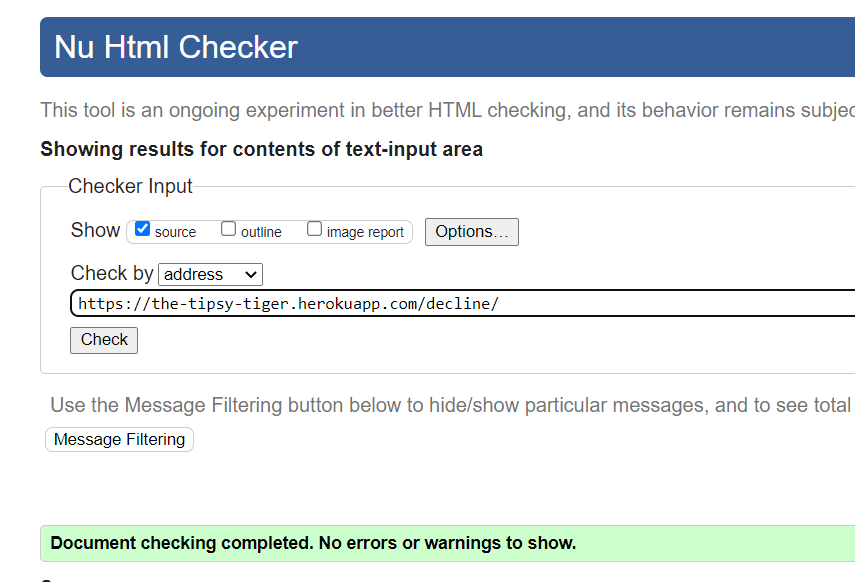 Nu Html Checker
This tool is an ongoing experiment in better HTML checking, and its behavior remains
Showing results for contents of text-input area
Checker Input
Show source outline image report Options...
Check by address
https://the-tipsy-tiger.herokuapp.com/decline/
Check
Use the Message Filtering button below to hide/show particular messages, and to see total
Message Filtering
Document checking completed. No errors or warnings to show.